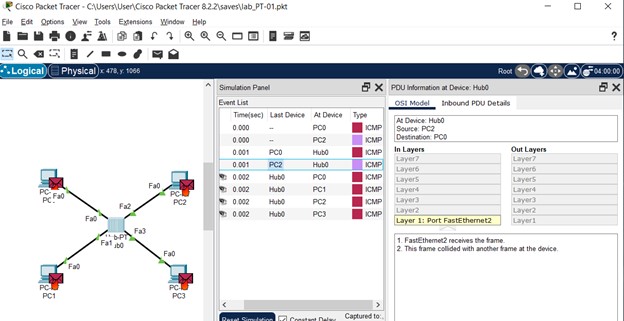 Cisco Packet Tracer - C:\Users\User\Cisco Packet Tracer 8.2.2\saves\lab_PT-01.pkt
File Edit Options View Tools Extensions Window Help
Logical Physical x: 478, y: 1066 Root 04:00:00
Simulation Panel
Event List
Time(sec) Last Device At Device Type
0.000 -- PC0 ICMP
0.000 -- PC2 ICMP
0.001 PC0 Hub0 ICMP
0.001 PC2 Hub0 ICMP
0.002 Hub0 PC0 ICMP
0.002 Hub0 PC1 ICMP
0.002 Hub0 PC2 ICMP
0.002 Hub0 PC3 ICMP
Reset Simulation Constant Delay Captured to:
PDU Information at Device: Hub0
OSI Model Inbound PDU Details
At Device: Hub0
Source: PC2
Destination: PC0
In Layers Out Layers
Layer7 Layer7
Layer6 Layer6
Layer5 Layer5
Layer4 Layer4
Layer3 Layer3
Layer2 Layer2
Layer 1: Port FastEthernet2 Layer1
1. FastEthernet2 receives the frame.
2. This frame collided with another frame at the device.
PC-
Fa0
Fa0
PC2
Fa2
b-PT
Fa1
Fa3
Fa0
PC1
Fa0
PC3